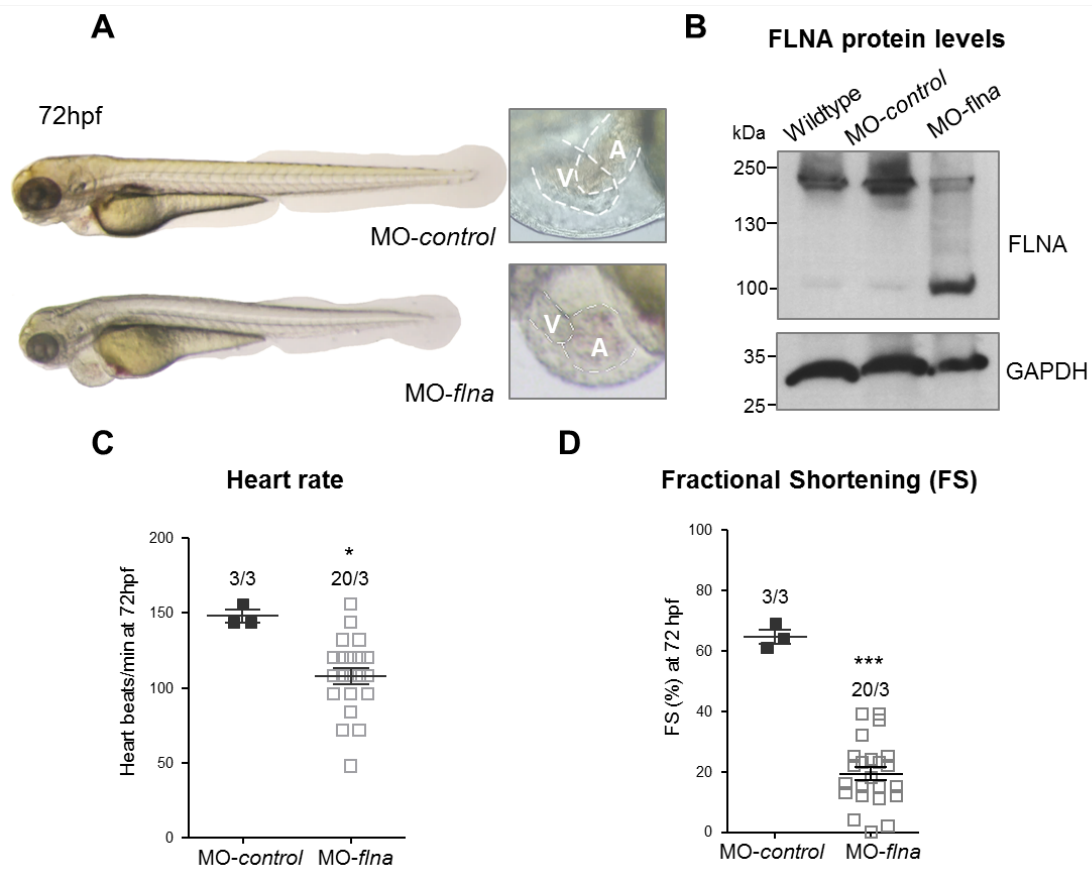 A
72hpf
A
V
MO-control
V
A
MO-flna
B
FLNA protein levels
Wildtype
MO-control
MO-flna
kDa
250
130
100
FLNA
35
25
GAPDH
C
Heart rate
Heart beats/min at 72hpf
200
150
100
50
0
3/3
*
20/3
MO-control
MO-flna
D
Fractional Shortening (FS)
FS (%) at 72 hpf
100
80
60
40
20
0
3/3
***
20/3
MO-control
MO-flna